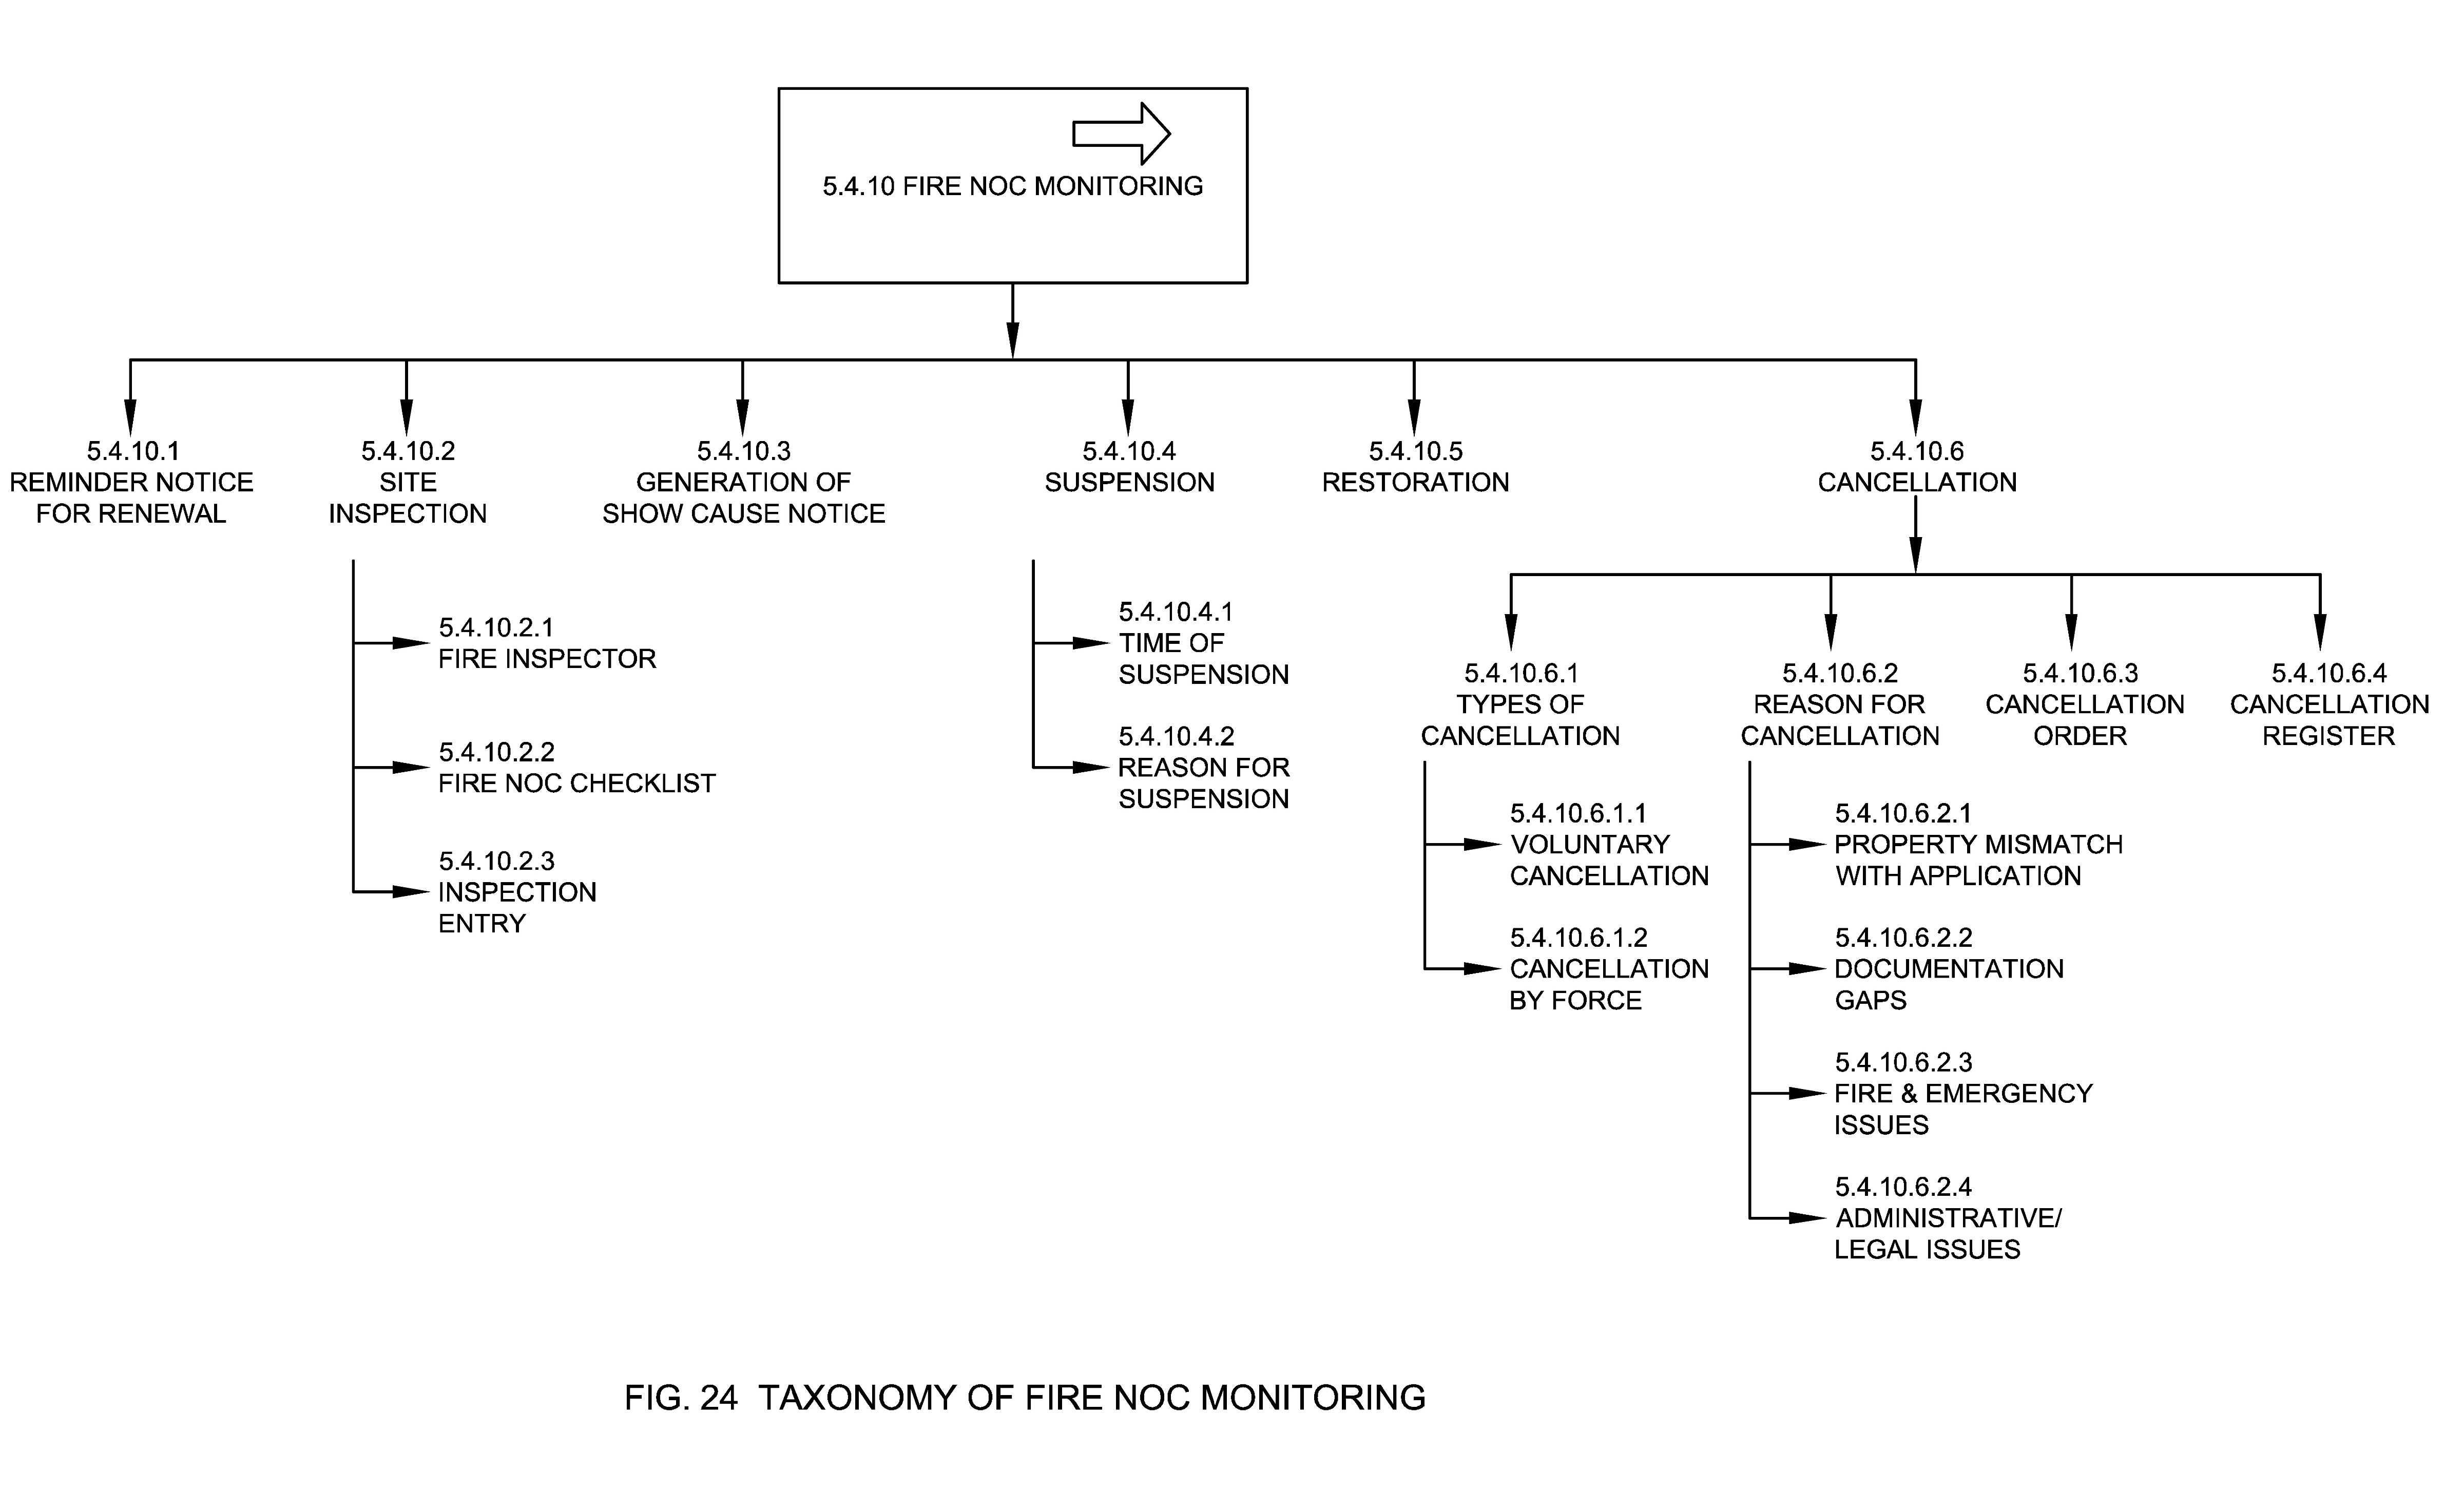 5.4.10 FIRE NOC MONITORING
5.4.10.1
REMINDER NOTICE
FOR RENEWAL
5.4.10.2
SITE
INSPECTION
5.4.10.3
GENERATION OF
SHOW CAUSE NOTICE
5.4.10.4
SUSPENSION
5.4.10.5
RESTORATION
5.4.10.6
CANCELLATION
5.4.10.2.1
FIRE INSPECTOR
5.4.10.2.2
FIRE NOC CHECKLIST
5.4.10.2.3
INSPECTION
ENTRY
5.4.10.4.1
TIME OF
SUSPENSION
5.4.10.4.2
REASON FOR
SUSPENSION
5.4.10.6.1
TYPES OF
CANCELLATION
5.4.10.6.2
REASON FOR
CANCELLATION
5.4.10.6.3
CANCELLATION
ORDER
5.4.10.6.4
CANCELLATION
REGISTER
5.4.10.6.1.1
VOLUNTARY
CANCELLATION
5.4.10.6.1.2
CANCELLATION
BY FORCE
5.4.10.6.2.1
PROPERTY MISMATCH
WITH APPLICATION
5.4.10.6.2.2
DOCUMENTATION
GAPS
5.4.10.6.2.3
FIRE & EMERGENCY
ISSUES
5.4.10.6.2.4
ADMINISTRATIVE/
LEGAL ISSUES
FIG. 24 TAXONOMY OF FIRE NOC MONITORING